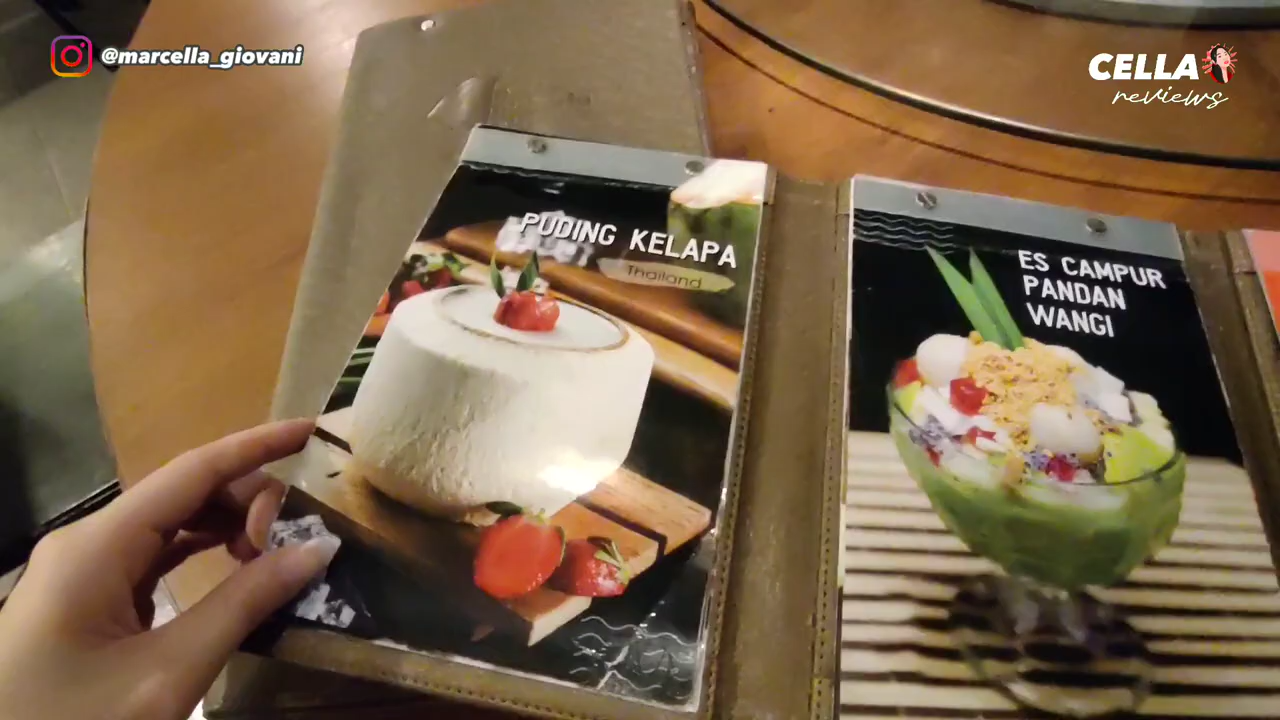 @marcella_giovani
CELLA
reviews
PUDING KELAPA
Thailand
ES CAMPUR
PANDAN
WANGI